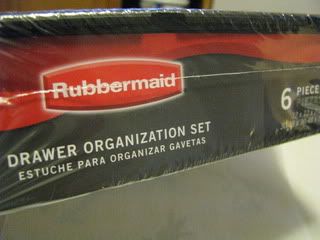 Rubbermaid
6 PIECE
DRAWER ORGANIZATION SET
ESTUCHE PARA ORGANIZAR GAVETAS